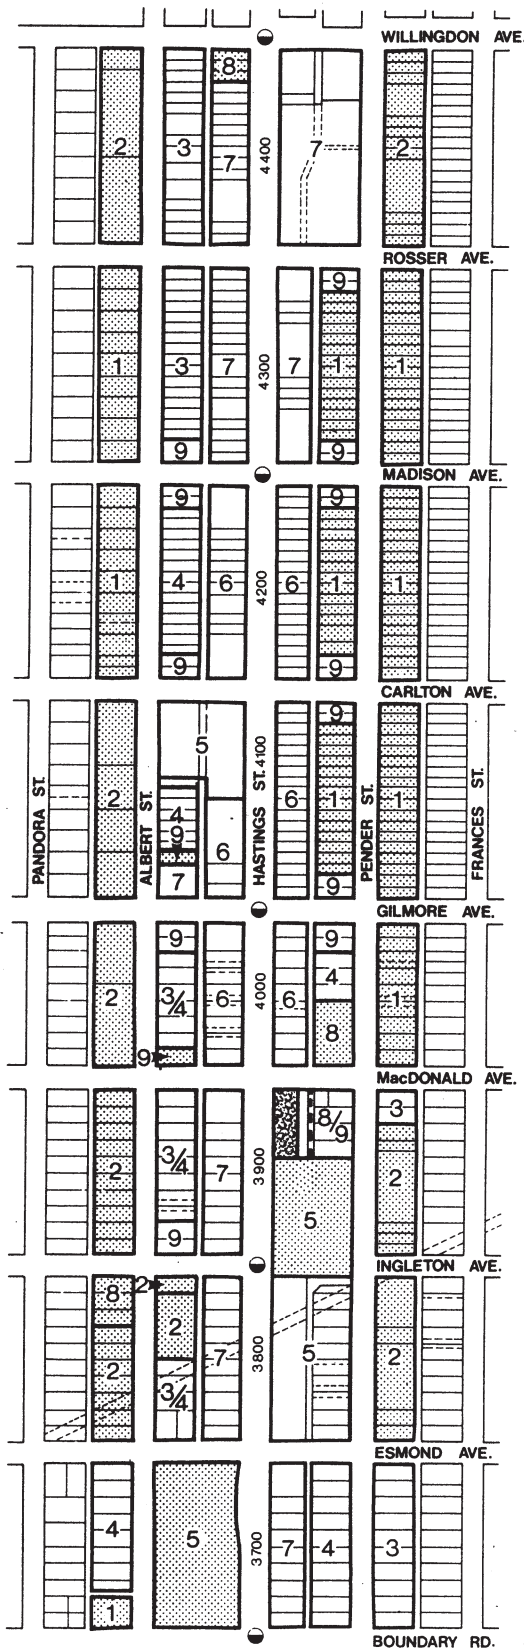 WILLINGDON AVE.
8
2 3 7 4400 7 2
ROSSER AVE.
9
1 3 7 4300 7 1 1
9 9
MADISON AVE.
9 9
1 4 6 4200 6 1 1
9 9
CARLTON AVE.
9
5
PANDORA ST. 2 ALBERT ST. 4 HASTINGS ST. 4100 6 1 PENDER ST. 1 FRANCES ST.
9
6
1
7 9
GILMORE AVE.
9 9
2 3/4 6 4000 6 4 1
8
9
MacDONALD AVE.
8/9 3
2 3/4 7 3900 2
5
9
INGLETON AVE.
8 2
2 2 7 3800 5 2
3/4
ESMOND AVE.
4 5 3700 7 4 3
1
BOUNDARY RD.